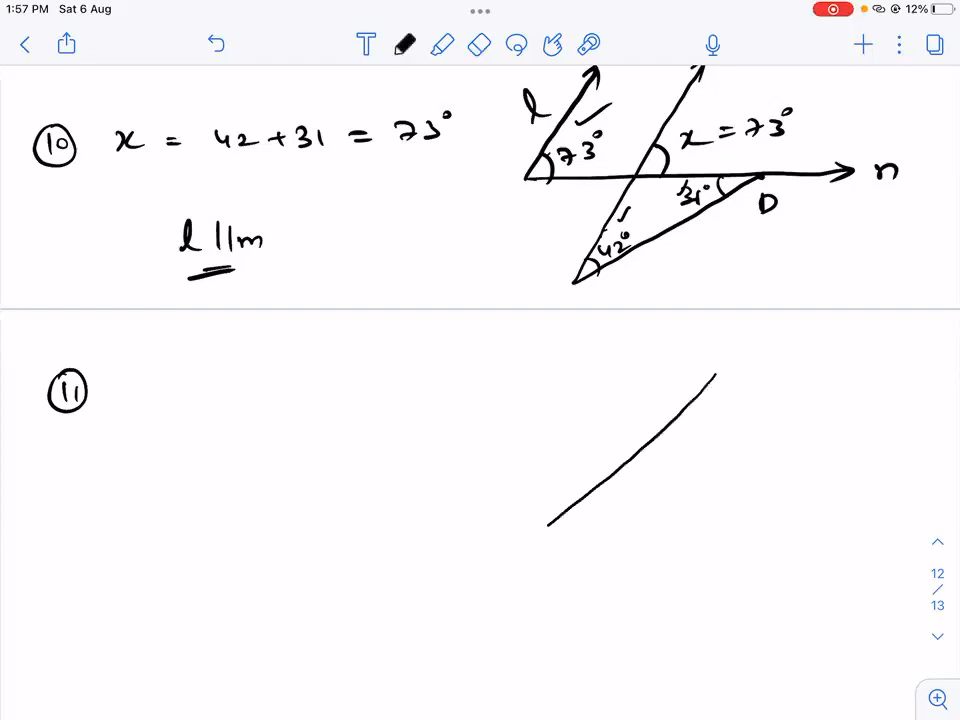 1:57 PM Sat 6 Aug
12%
T
l
10 x = 42 + 31 = 73°
73°
x = 73°
n
31°
D
42°
l || m
11
12
/
13